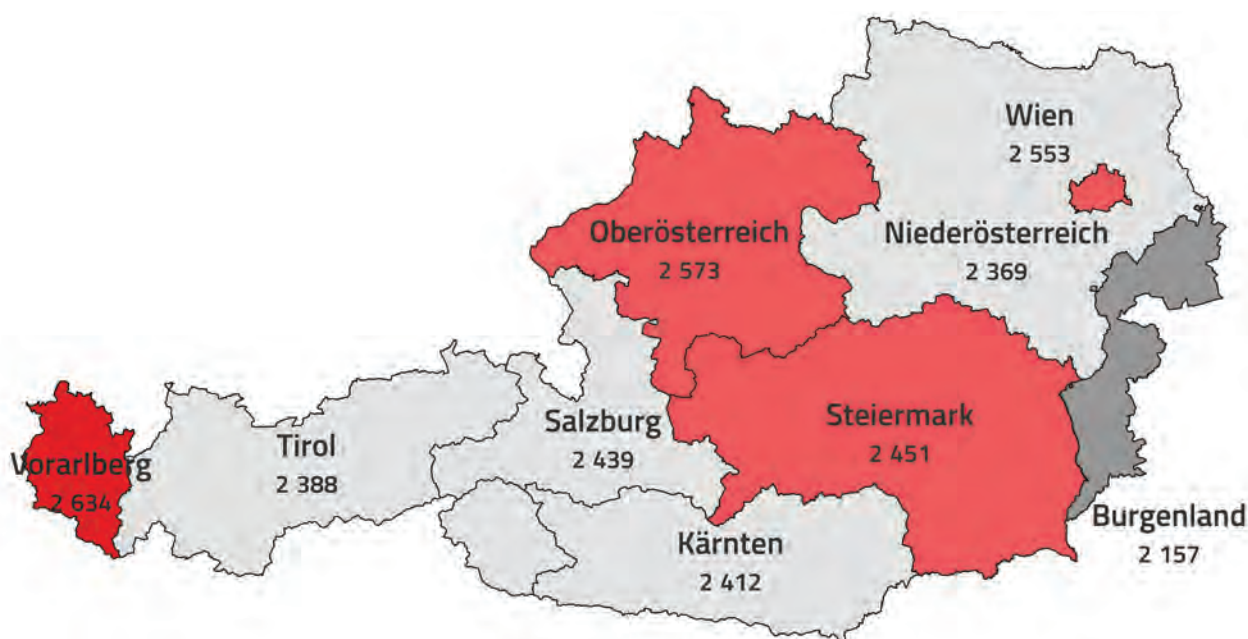 Wien
2 553
Oberösterreich
2 573
Niederösterreich
2 369
Vorarlberg
2 634
Tirol
2 388
Salzburg
2 439
Steiermark
2 451
Kärnten
2 412
Burgenland
2 157